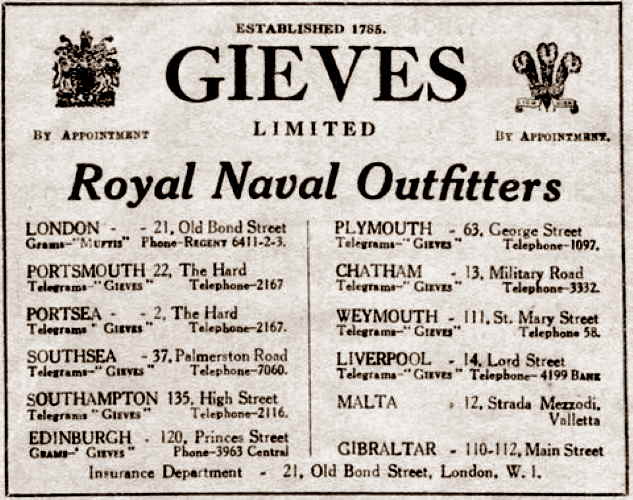 ESTABLISHED 1785.
GIEVES
LIMITED
BY APPOINTMENT
BY APPOINTMENT.
Royal Naval Outfitters
LONDON - - 21, Old Bond Street
Grams-"MUFTIS" Phone-REGENT 6411-2-3.
PORTSMOUTH 22, The Hard
Telegrams-"GIEVES" Telephone-2167
PORTSEA - - 2, The Hard
Telegrams "GIEVES" Telephone-2167.
SOUTHSEA - 37, Palmerston Road
Telegrams-"GIEVES" Telephone-7060.
SOUTHAMPTON 135, High Street
Telegrams "GIEVES" Telephone-2116.
EDINBURGH - 120, Princes Street
GRAMS-"GIEVES" Phone-3963 Central
PLYMOUTH - 63, George Street
Telegrams-"GIEVES" Telephone-1097.
CHATHAM - 13, Military Road
Telegrams-"GIEVES" Telephone-3332.
WEYMOUTH - 111, St. Mary Street
Telegrams-"GIEVES" Telephone 58.
LIVERPOOL - 14, Lord Street
Telegrams-"GIEVES" Telephone-4199 BANK
MALTA - 12, Strada Mezzodi,
Valletta
GIBRALTAR - 110-112, Main Street
Insurance Department - 21, Old Bond Street, London, W. 1.